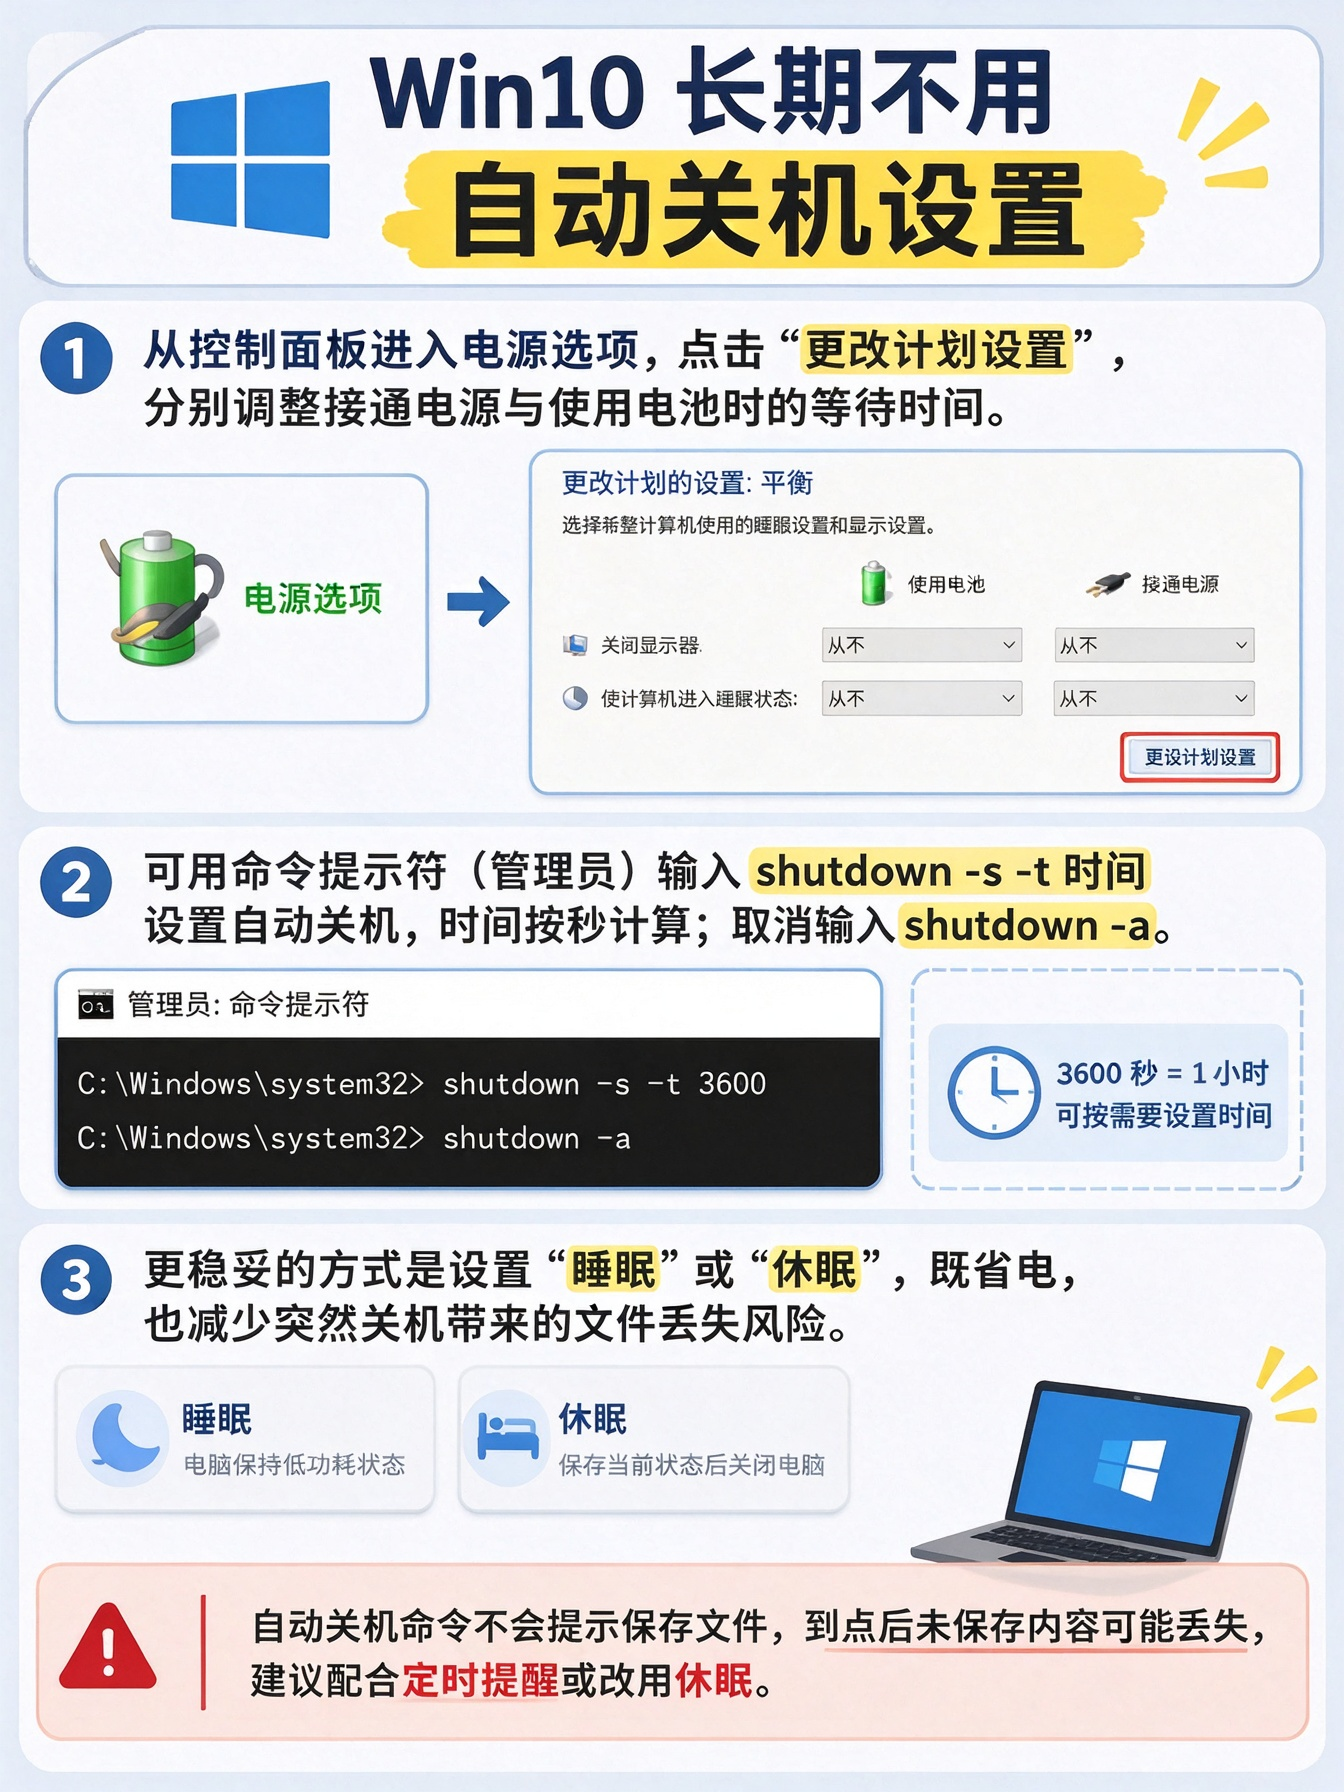 Win10 长期不用
自动关机设置
1
从控制面板进入电源选项，点击“更改计划设置”，
分别调整接通电源与使用电池时的等待时间。
电源选项
更改计划的设置: 平衡
选择希整计算机使用的睡眼设置和显示设置。
使用电池
接通电源
关闭显示器.
从不
从不
使计算机进入睡眠状态:
从不
从不
更设计划设置
2
可用命令提示符（管理员）输入 shutdown -s -t 时间
设置自动关机，时间按秒计算；取消输入 shutdown -a。
管理员: 命令提示符
C:\Windows\system32> shutdown -s -t 3600
C:\Windows\system32> shutdown -a
3600 秒 = 1 小时
可按需要设置时间
3
更稳妥的方式是设置“睡眠”或“休眠”，既省电，
也减少突然关机带来的文件丢失风险。
睡眠
电脑保持低功耗状态
休眠
保存当前状态后关闭电脑
自动关机命令不会提示保存文件，到点后未保存内容可能丢失，
建议配合定时提醒或改用休眠。